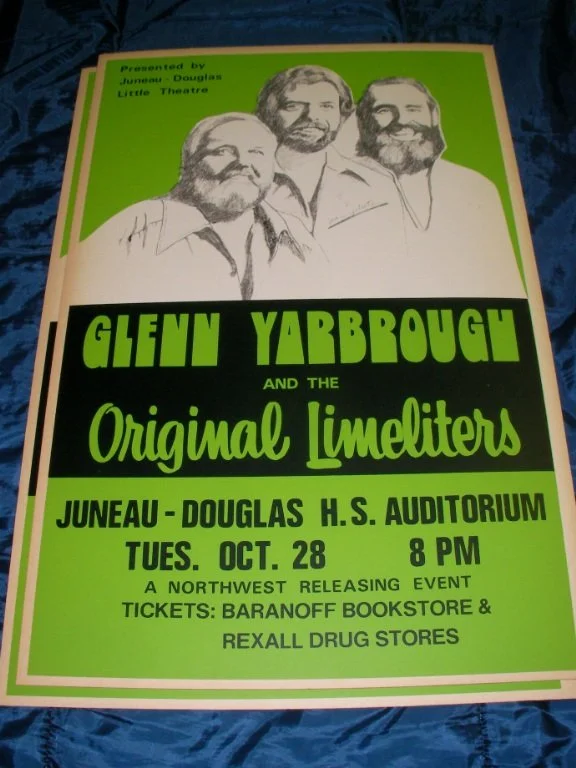 Presented by
Juneau - Douglas
Little Theatre
GLENN YARBROUGH
AND THE
Original Limeliters
JUNEAU - DOUGLAS H.S. AUDITORIUM
TUES. OCT. 28 8 PM
A NORTHWEST RELEASING EVENT
TICKETS: BARANOFF BOOKSTORE &
REXALL DRUG STORES